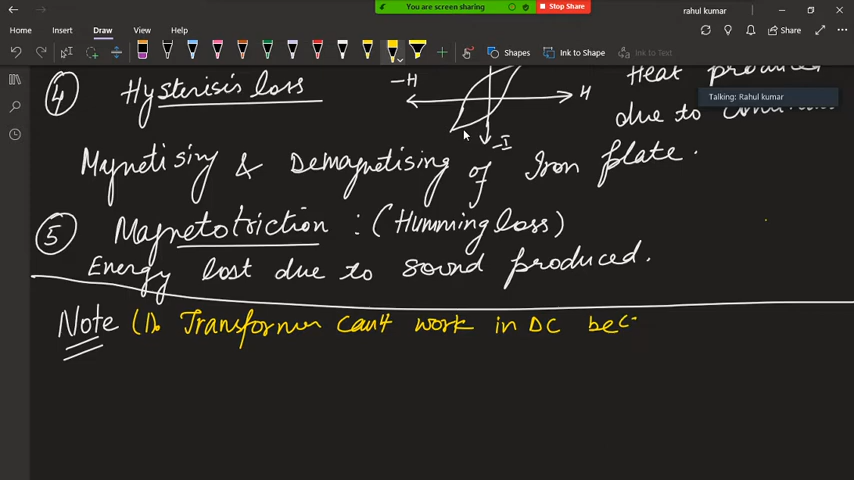 You are screen sharing
Stop Share
rahul kumar
Home Insert Draw View Help
Share
Shapes
Ink to Shape
Ink to Text
④ Hysterisis loss
-H
H
-I
Heat produced
due to
Talking: Rahul kumar
Magnetising & Demagnetising of Iron plate.
⑤ Magnetotriction : (Humming loss)
Energy lost due to sound produced.
Note (1). Transformer can't work in DC bec